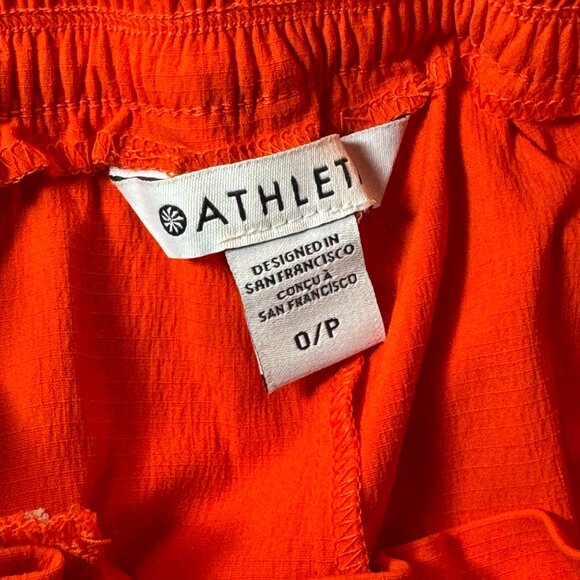 ATHLET
DESIGNED IN
SAN FRANCISCO
CONÇU À
SAN FRANCISCO
0/P